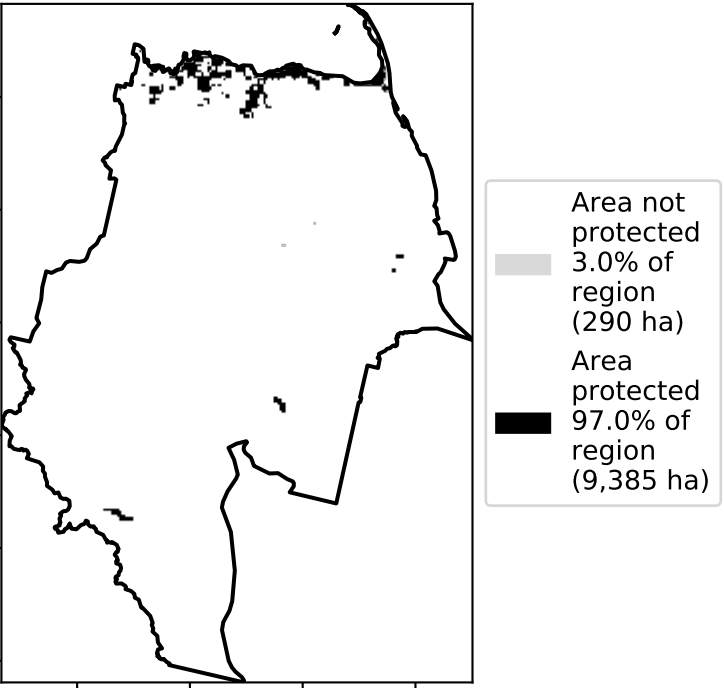 Area not
protected
3.0% of
region
(290 ha)
Area
protected
97.0% of
region
(9,385 ha)